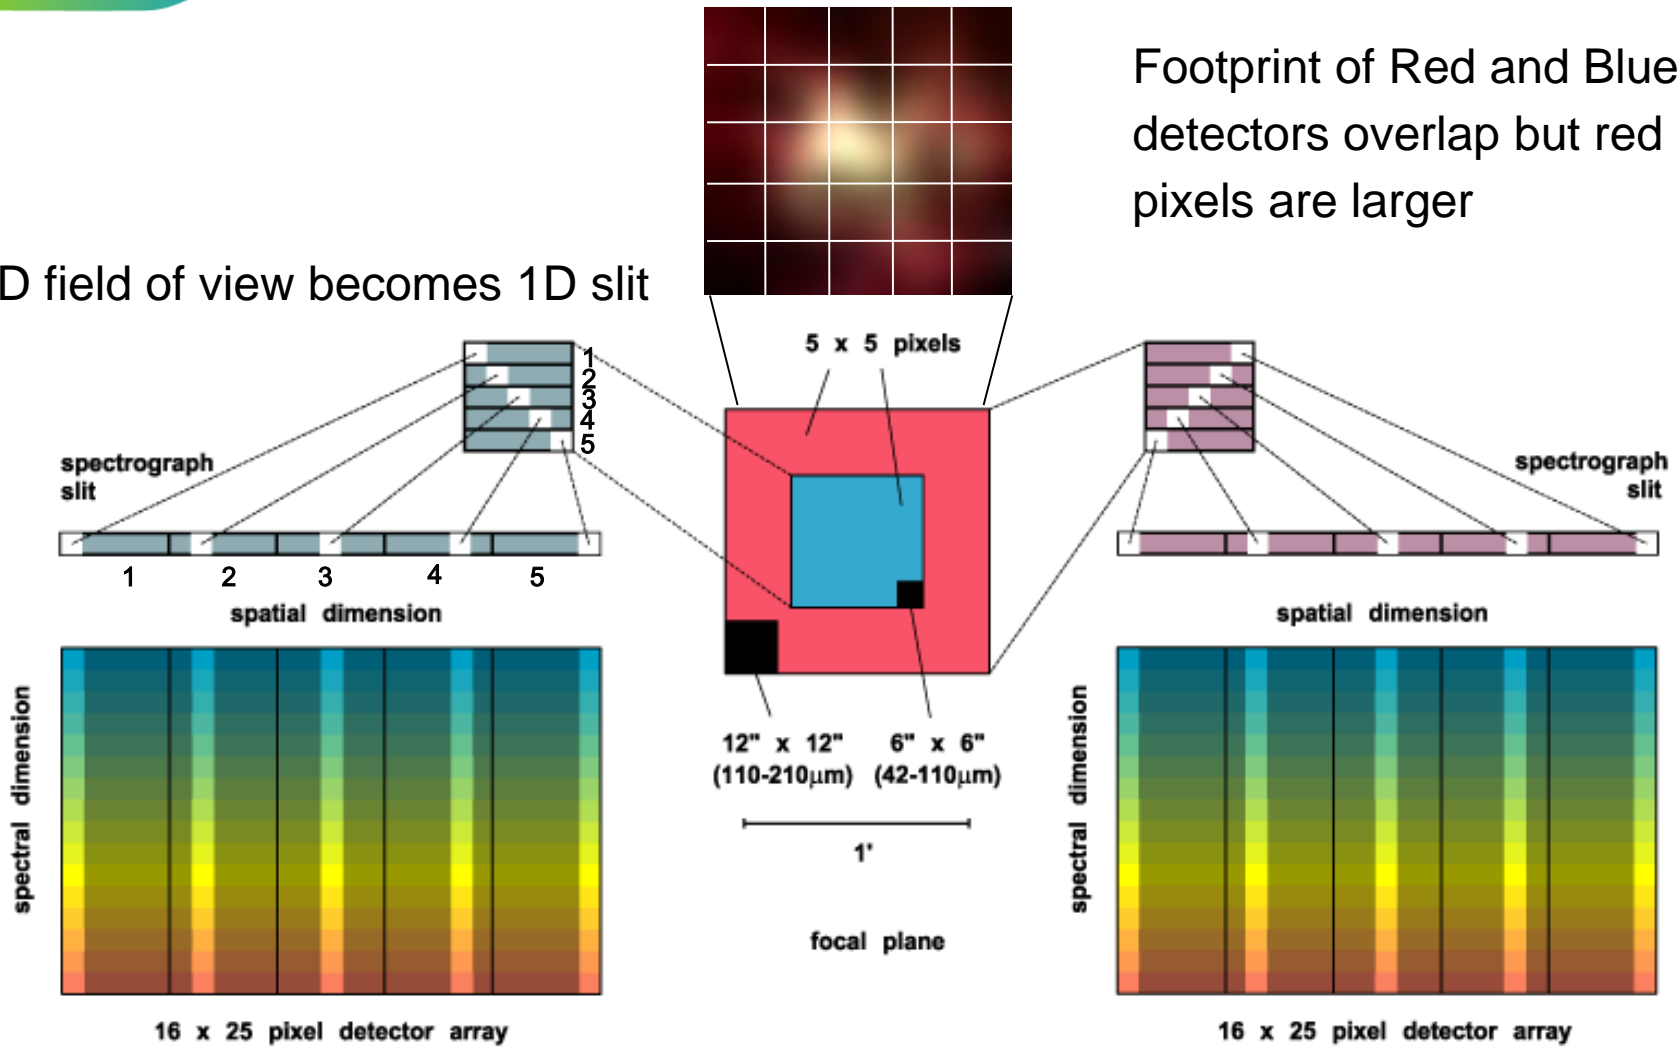 Footprint of Red and Blue
detectors overlap but red
pixels are larger
D field of view becomes 1D slit
5 x 5 pixels
1
2
3
4
5
spectrograph
slit
1 2 3 4 5
spatial dimension
spectral dimension
16 x 25 pixel detector array
12" x 12"
(110-210μm)
6" x 6"
(42-110μm)
1'
focal plane
spectrograph
slit
spatial dimension
spectral dimension
16 x 25 pixel detector array